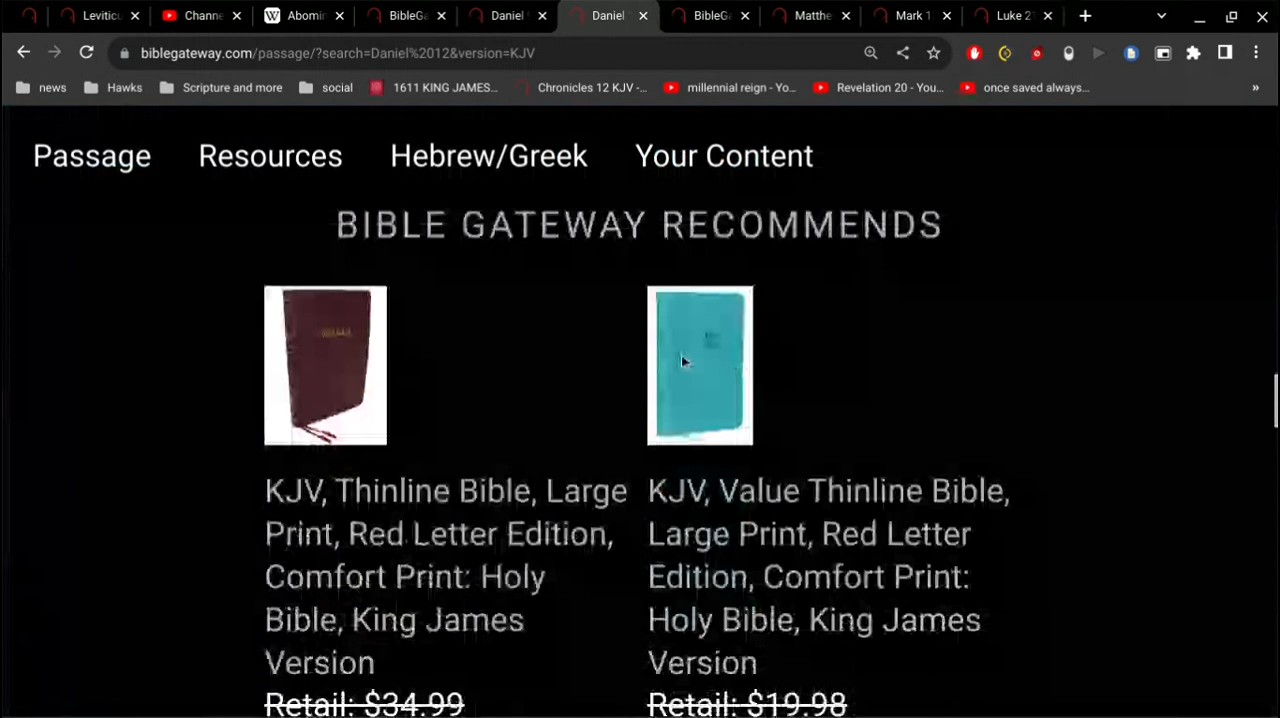 Leviticu Channe Abomin BibleGa Daniel Daniel BibleGa Matthe Mark 1 Luke 2
biblegateway.com/passage/?search=Daniel%2012&version=KJV
news Hawks Scripture and more social 1611 KING JAMES... Chronicles 12 KJV -... millennial reign - Yo... Revelation 20 - You... once saved always... »
Passage Resources Hebrew/Greek Your Content
BIBLE GATEWAY RECOMMENDS
KJV, Thinline Bible, Large
Print, Red Letter Edition,
Comfort Print: Holy
Bible, King James
Version
Retail: $34.99
KJV, Value Thinline Bible,
Large Print, Red Letter
Edition, Comfort Print:
Holy Bible, King James
Version
Retail: $19.98